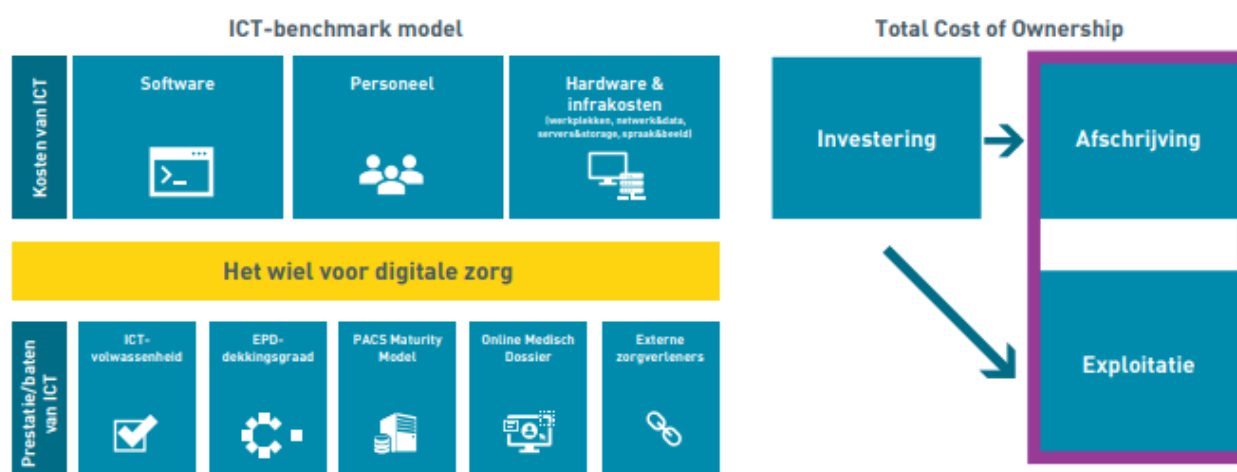 ICT-benchmark model
Kosten van ICT
Software
Personeel
Hardware &
infrakosten
(werkplekken, netwerk&data,
servers&storage, spraak&beeld)
Het wiel voor digitale zorg
Prestatie/baten
van ICT
ICT-
volwassenheid
EPD-
dekkingsgraad
PACS Maturity
Model
Online Medisch
Dossier
Externe
zorgverleners
Total Cost of Ownership
Investering
Afschrijving
Exploitatie